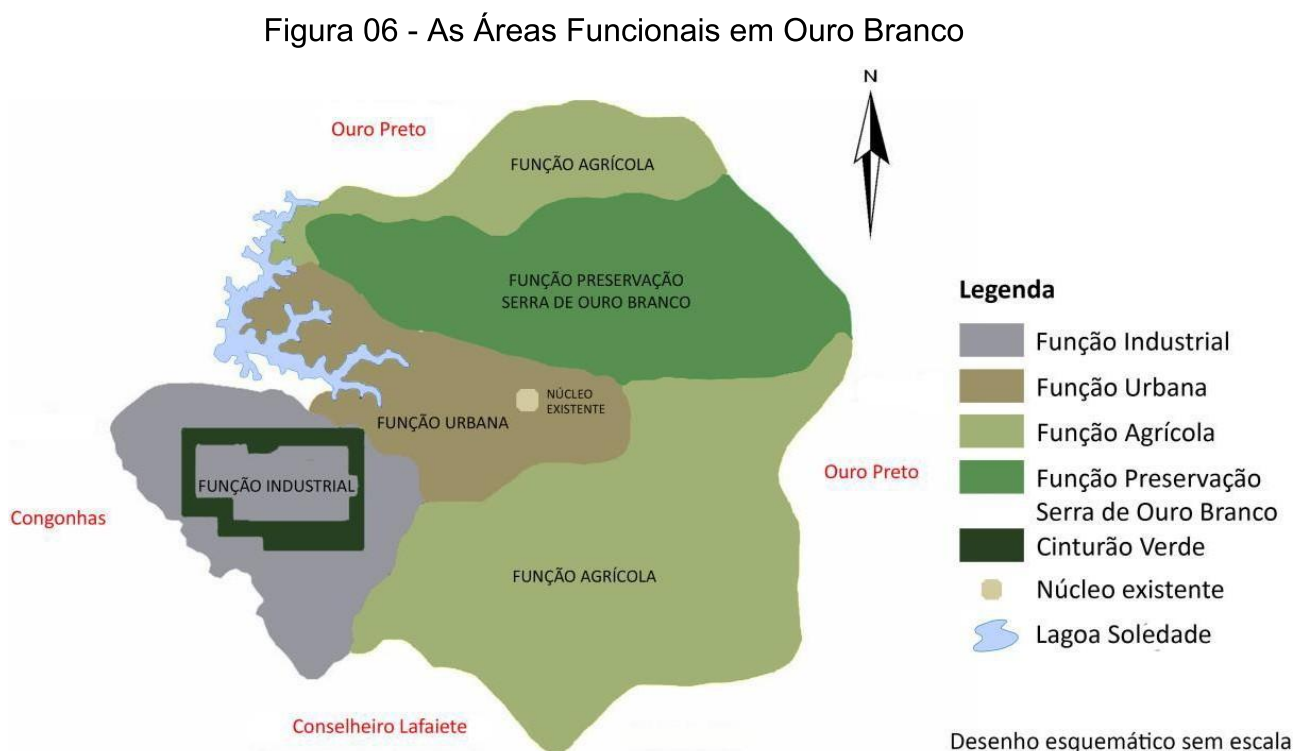 Figura 06 - As Áreas Funcionais em Ouro Branco
N
Ouro Preto
FUNÇÃO AGRÍCOLA
FUNÇÃO PRESERVAÇÃO
SERRA DE OURO BRANCO
NÚCLEO
EXISTENTE
FUNÇÃO URBANA
Ouro Preto
FUNÇÃO INDUSTRIAL
Congonhas
FUNÇÃO AGRÍCOLA
Conselheiro Lafaiete
Legenda
Função Industrial
Função Urbana
Função Agrícola
Função Preservação
Serra de Ouro Branco
Cinturão Verde
Núcleo existente
Lagoa Soledade
Desenho esquemático sem escala